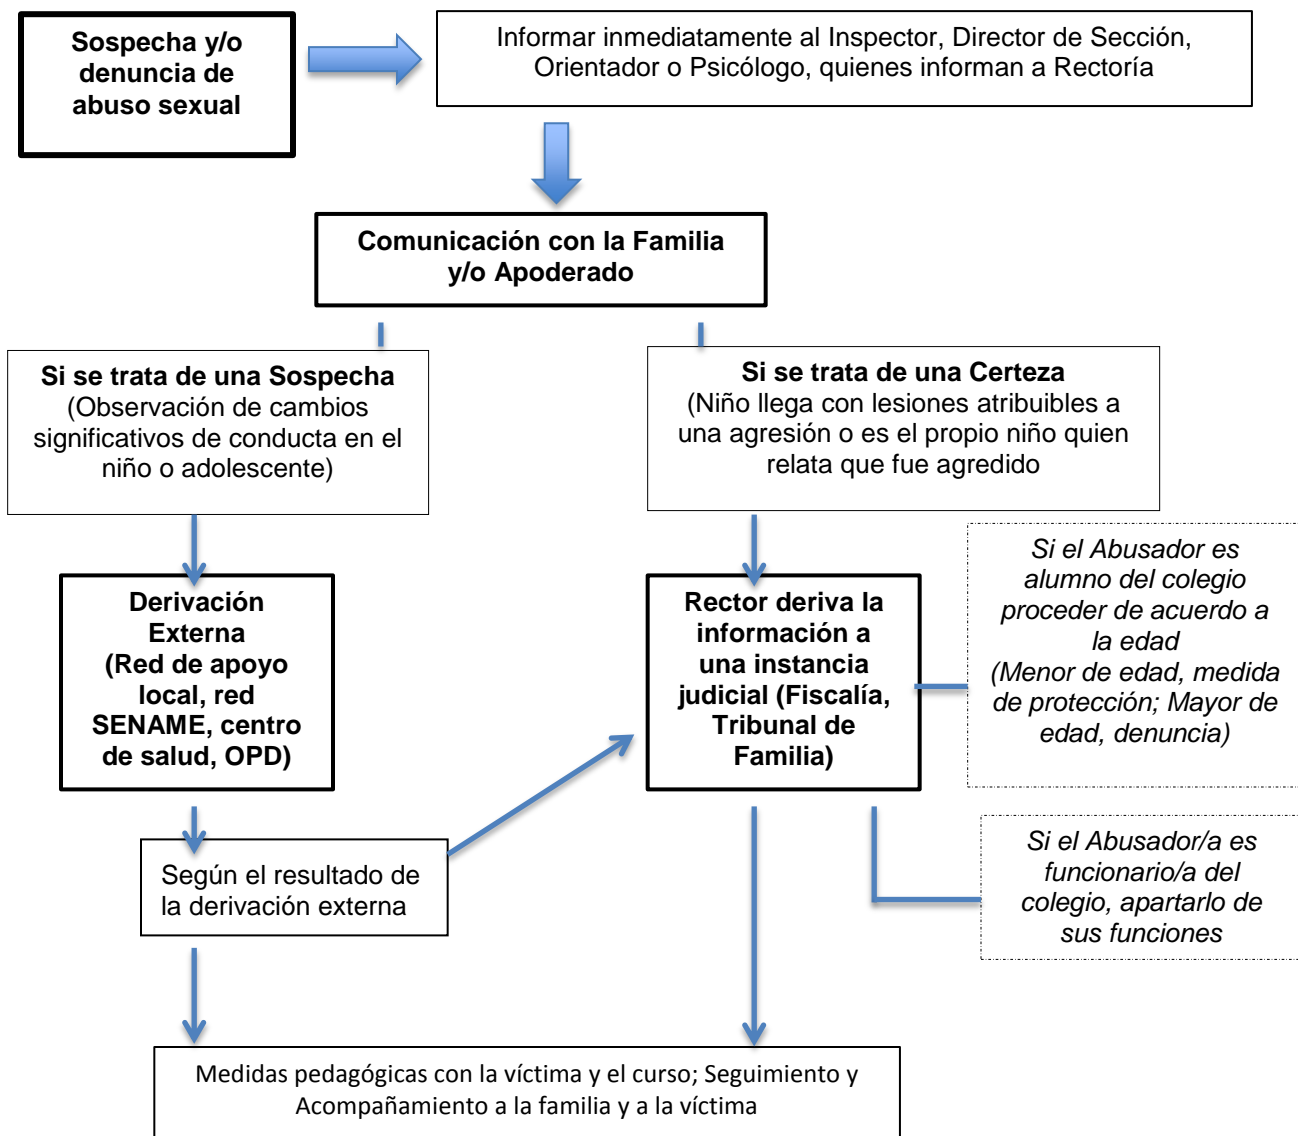 Sospecha y/o
denuncia de
abuso sexual
Informar inmediatamente al Inspector, Director de Sección,
Orientador o Psicólogo, quienes informan a Rectoría
Comunicación con la Familia
y/o Apoderado
Si se trata de una Sospecha
(Observación de cambios
significativos de conducta en el
niño o adolescente)
Si se trata de una Certeza
(Niño llega con lesiones atribuibles a
una agresión o es el propio niño quien
relata que fue agredido
Derivación
Externa
(Red de apoyo
local, red
SENAME, centro
de salud, OPD)
Rector deriva la
información a
una instancia
judicial (Fiscalía,
Tribunal de
Familia)
Si el Abusador es
alumno del colegio
proceder de acuerdo a
la edad
(Menor de edad, medida
de protección; Mayor de
edad, denuncia)
Según el resultado de
la derivación externa
Si el Abusador/a es
funcionario/a del
colegio, apartarlo de
sus funciones
Medidas pedagógicas con la víctima y el curso; Seguimiento y
Acompañamiento a la familia y a la víctima